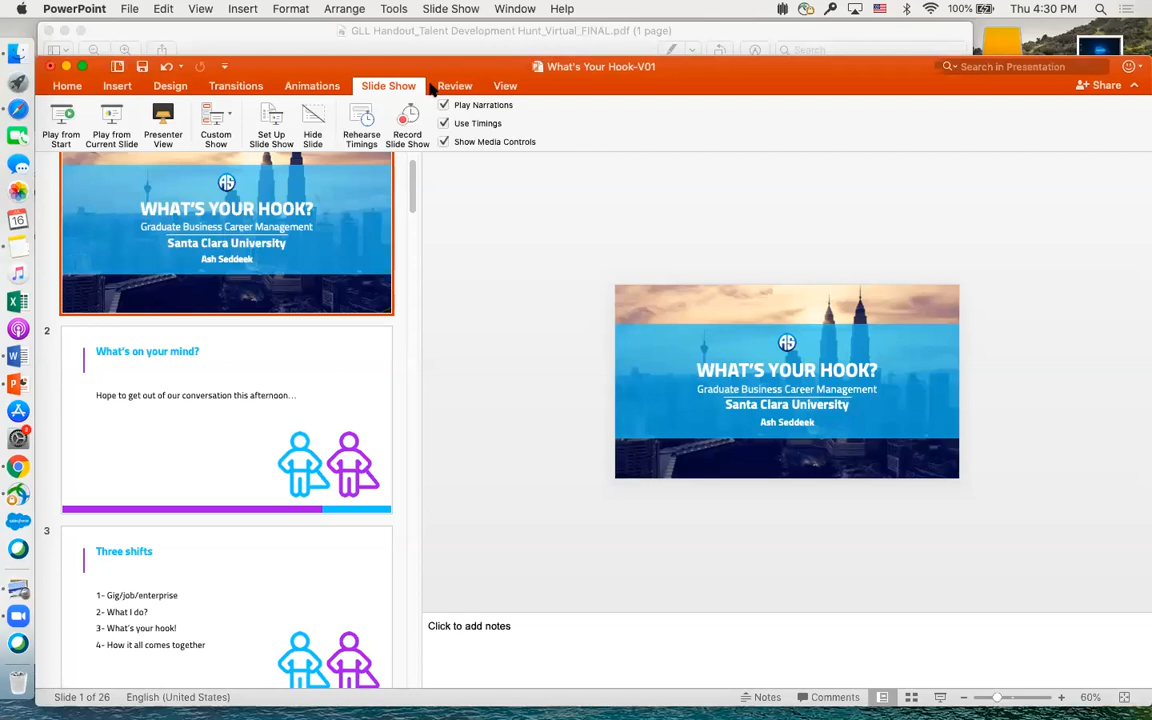 PowerPoint File Edit View Insert Format Arrange Tools Slide Show Window Help 100% Thu 4:30 PM
GLL Handout_Talent Development Hunt_Virtual_FINAL.pdf (1 page)
Search
What's Your Hook-V01
Search in Presentation
Home Insert Design Transitions Animations Slide Show Review View
Share
Play from Start
Play from Current Slide
Presenter View
Custom Show
Set Up Slide Show
Hide Slide
Rehearse Timings
Record Slide Show
Play Narrations
Use Timings
Show Media Controls
AS
WHAT'S YOUR HOOK?
Graduate Business Career Management
Santa Clara University
Ash Seddeek
2
What's on your mind?
Hope to get out of our conversation this afternoon...
3
Three shifts
1- Gig/job/enterprise
2- What I do?
3- What's your hook!
4- How it all comes together
AS
WHAT'S YOUR HOOK?
Graduate Business Career Management
Santa Clara University
Ash Seddeek
Click to add notes
16
Slide 1 of 26 English (United States) Notes Comments 60%